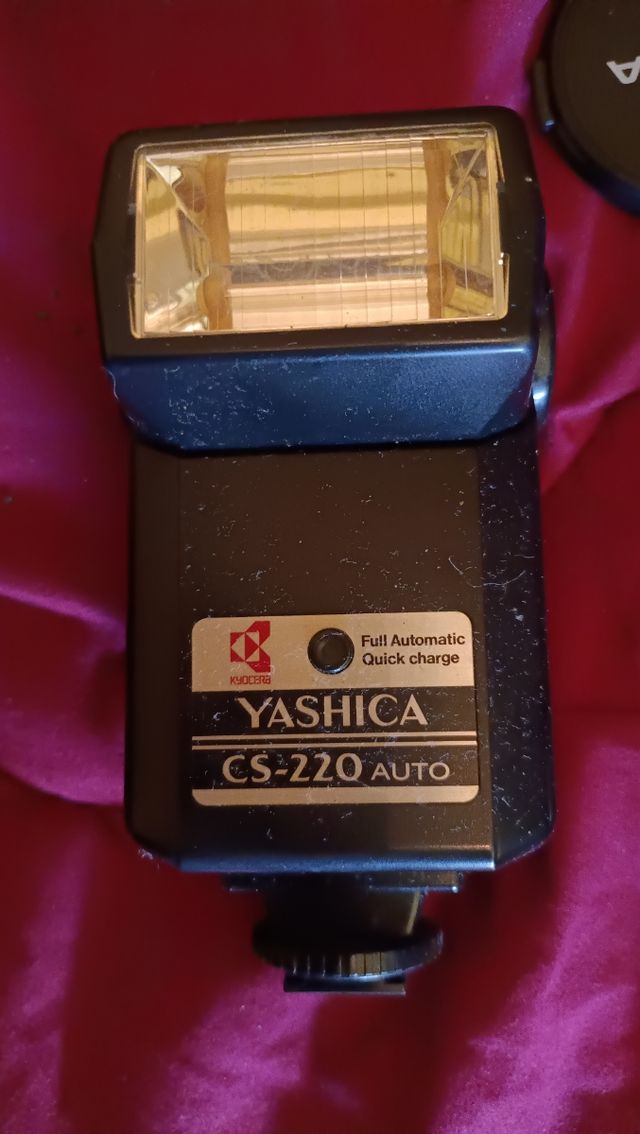 A
KYOCERA
Full Automatic
Quick charge
YASHICA
CS-220 AUTO